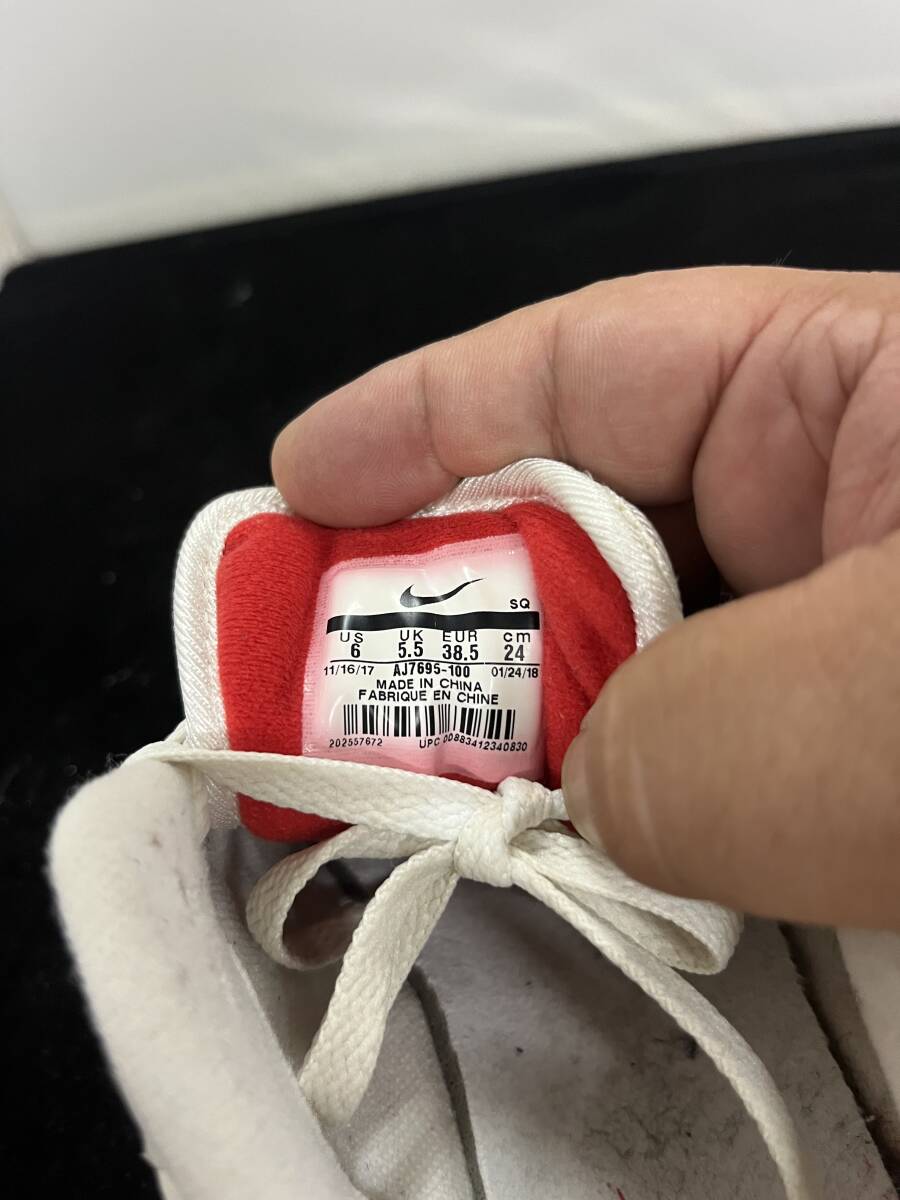 SQ
US UK EUR cm
6 5.5 38.5 24
11/16/17 AJ7695-100 01/24/18
MADE IN CHINA
FABRIQUE EN CHINE
202557672 UPC 00883412340830